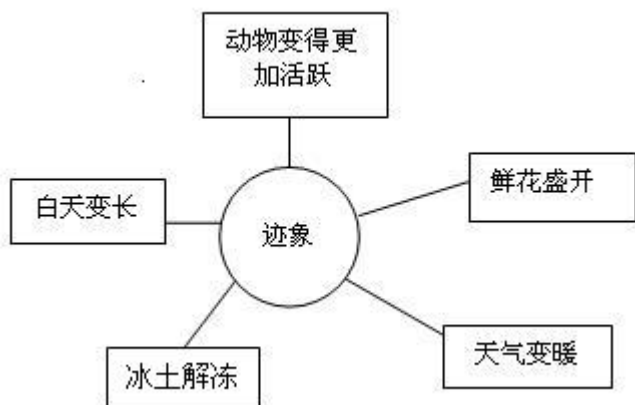 动物变得更
加活跃
白天变长
鲜花盛开
迹象
冰土解冻
天气变暖